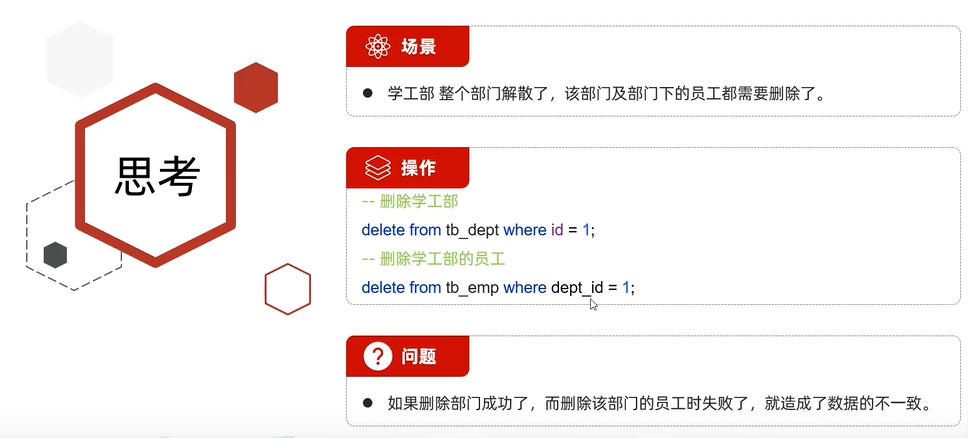 思考
场景
● 学工部 整个部门解散了，该部门及部门下的员工都需要删除了。
操作
-- 删除学工部
delete from tb_dept where id = 1;
-- 删除学工部的员工
delete from tb_emp where dept_id = 1;
? 问题
● 如果删除部门成功了，而删除该部门的员工时失败了，就造成了数据的不一致。